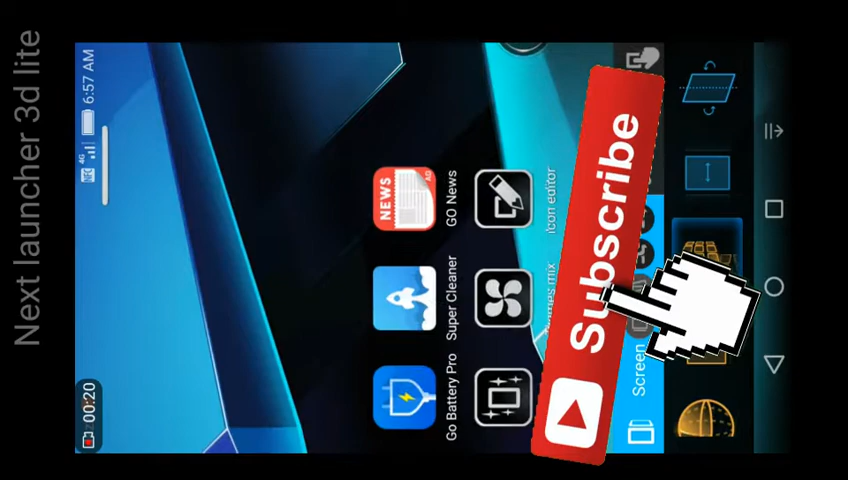 Next launcher 3d lite
00:20
4G
6:57 AM
NEWS
AD
Go Battery Pro
Super Cleaner
GO News
icon editor
Subscribe
Screen